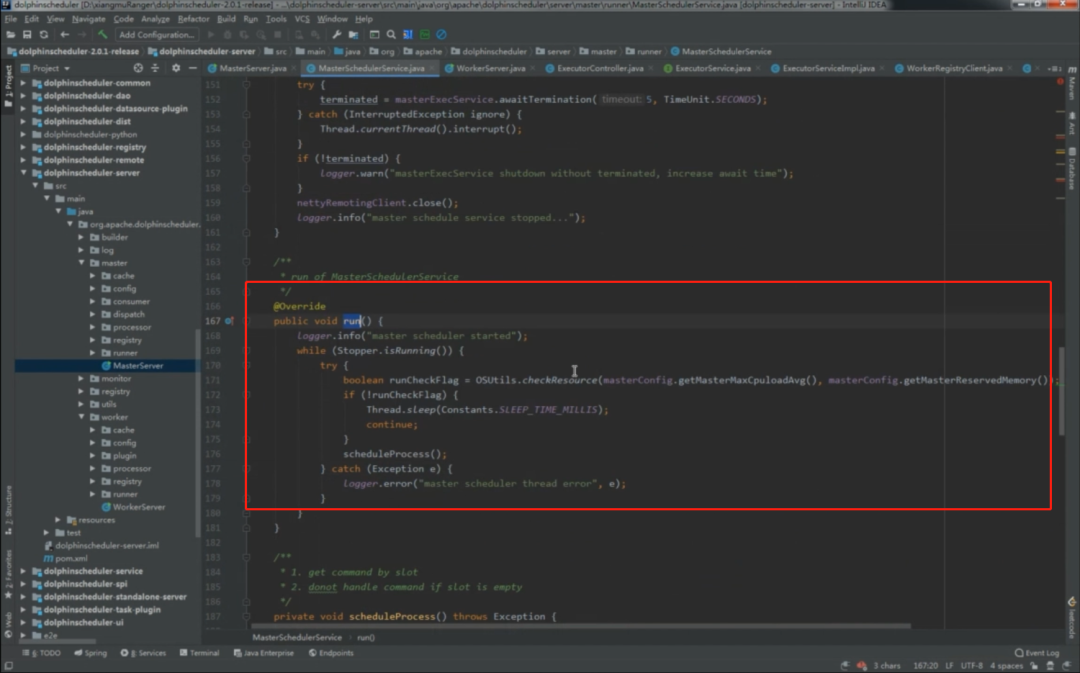 dolphinscheduler [D:\xiangmuRanger\dolphinscheduler-2.0.1-release] - ...\dolphinscheduler-server\src\main\java\org\apache\dolphinscheduler\server\master\runner\MasterSchedulerService.java [dolphinscheduler-server] - IntelliJ IDEA
File Edit View Navigate Code Analyze Refactor Build Run Tools VCS Window Help
Add Configuration...
dolphinscheduler-2.0.1-release dolphinscheduler-server src main java org apache dolphinscheduler server master runner MasterSchedulerService
Project
MasterServer.java MasterSchedulerService.java WorkerServer.java ExecutorController.java ExecutorService.java ExecutorServiceImpl.java WorkerRegistryClient.java
dolphinscheduler-common
dolphinscheduler-dao
dolphinscheduler-datasource-plugin
dolphinscheduler-dist
dolphinscheduler-python
dolphinscheduler-registry
dolphinscheduler-remote
dolphinscheduler-server
src
main
java
org.apache.dolphinscheduler.
builder
log
master
cache
config
consumer
dispatch
processor
registry
runner
MasterServer
monitor
registry
utils
worker
cache
config
plugin
processor
registry
runner
WorkerServer
resources
test
dolphinscheduler-server.iml
pom.xml
dolphinscheduler-service
dolphinscheduler-spi
dolphinscheduler-standalone-server
dolphinscheduler-task-plugin
dolphinscheduler-ui
e2e
151 try {
152 terminated = masterExecService.awaitTermination( timeout: 5, TimeUnit.SECONDS);
153 } catch (InterruptedException ignore) {
154 Thread.currentThread().interrupt();
155 }
156 if (!terminated) {
157 logger.warn("masterExecService shutdown without terminated, increase await time");
158 }
159 nettyRemotingClient.close();
160 logger.info("master schedule service stopped...");
161 }
162
163 /**
164 * run of MasterSchedulerService
165 */
166 @Override
167 public void run() {
168 logger.info("master scheduler started");
169 while (Stopper.isRunning()) {
170 try {
171 boolean runCheckFlag = OSUtils.checkResource(masterConfig.getMasterMaxCpuloadAvg(), masterConfig.getMasterReservedMemory());
172 if (!runCheckFlag) {
173 Thread.sleep(Constants.SLEEP_TIME_MILLIS);
174 continue;
175 }
176 scheduleProcess();
177 } catch (Exception e) {
178 logger.error("master scheduler thread error", e);
179 }
180 }
181 }
182
183 /**
184 * 1. get command by slot
185 * 2. donot handle command if slot is empty
186 */
187 private void scheduleProcess() throws Exception {
MasterSchedulerService run()
1: Project
7: Structure
2: Favorites
Web
Maven
Ant
Database
leetcode
6: TODO Spring 8: Services Terminal Java Enterprise Endpoints Event Log
3 chars 167:20 LF UTF-8 4 spaces